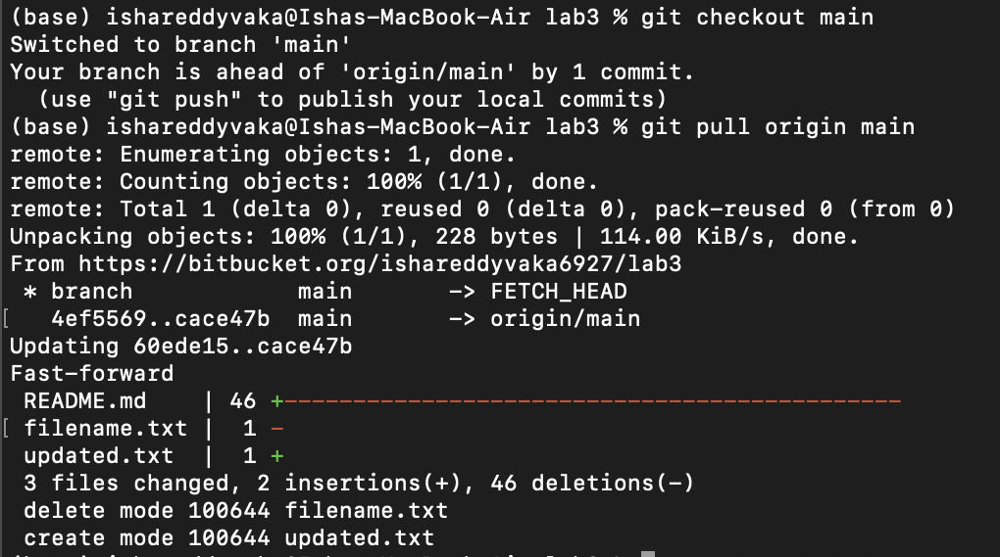 (base) ishareddyvaka@Ishas-MacBook-Air lab3 % git checkout main
Switched to branch 'main'
Your branch is ahead of 'origin/main' by 1 commit.
  (use "git push" to publish your local commits)
(base) ishareddyvaka@Ishas-MacBook-Air lab3 % git pull origin main
remote: Enumerating objects: 1, done.
remote: Counting objects: 100% (1/1), done.
remote: Total 1 (delta 0), reused 0 (delta 0), pack-reused 0 (from 0)
Unpacking objects: 100% (1/1), 228 bytes | 114.00 KiB/s, done.
From https://bitbucket.org/ishareddyvaka6927/lab3
 * branch            main       -> FETCH_HEAD
[   4ef5569..cace47b  main       -> origin/main
Updating 60ede15..cace47b
Fast-forward
 README.md    | 46 +---------------------------------------------
[ filename.txt |  1 -
 updated.txt  |  1 +
 3 files changed, 2 insertions(+), 46 deletions(-)
 delete mode 100644 filename.txt
 create mode 100644 updated.txt